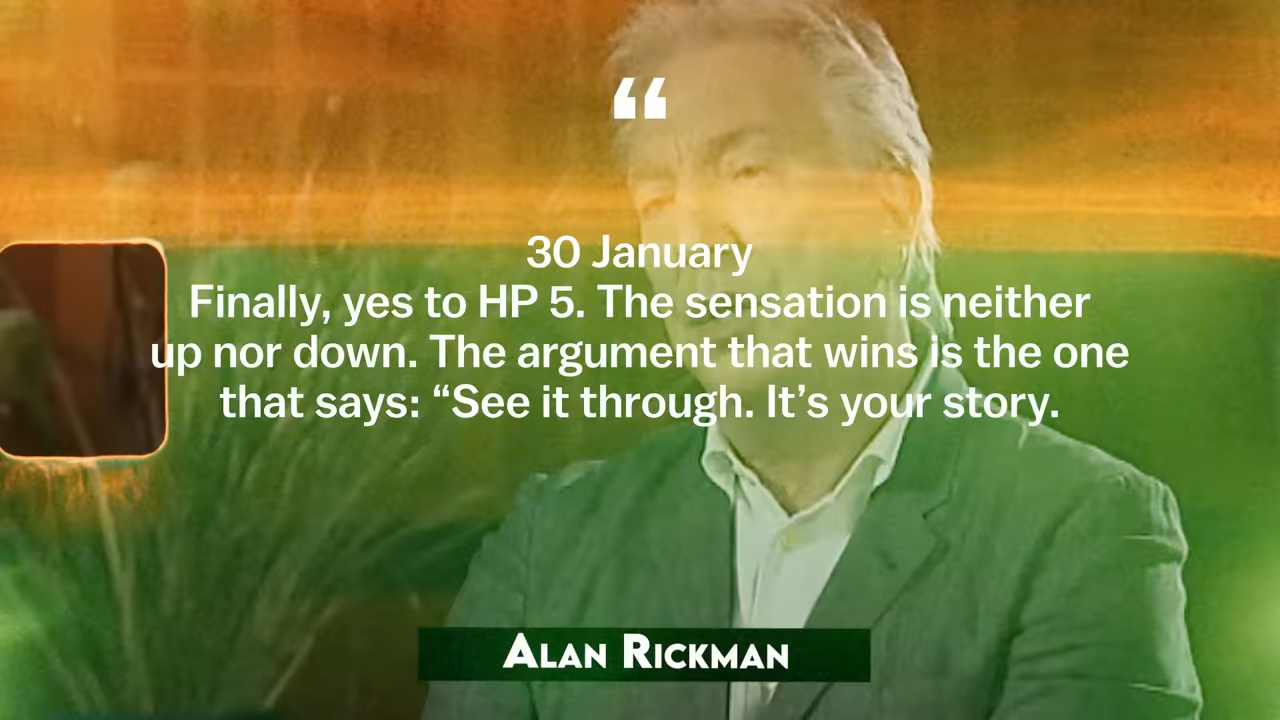 “
30 January
Finally, yes to HP 5. The sensation is neither
up nor down. The argument that wins is the one
that says: “See it through. It’s your story.
Alan Rickman